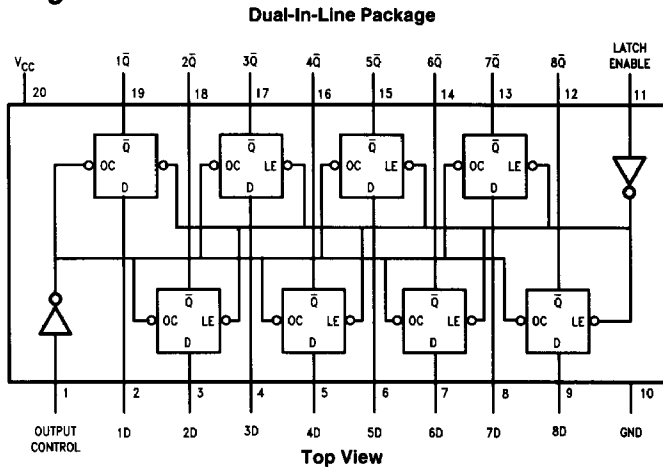 Dual-In-Line Package
LATCH
ENABLE
VCC 1Q̅ 2Q̅ 3Q̅ 4Q̅ 5Q̅ 6Q̅ 7Q̅ 8Q̅
20 19 18 17 16 15 14 13 12 11
Q̅ Q̅ Q̅ Q̅
OC OC LE OC LE OC LE
D D D D
Q̅ Q̅ Q̅ Q̅
OC LE OC LE OC LE OC LE
D D D D
1 2 3 4 5 6 7 8 9 10
OUTPUT
CONTROL 1D 2D 3D 4D 5D 6D 7D 8D GND
Top View